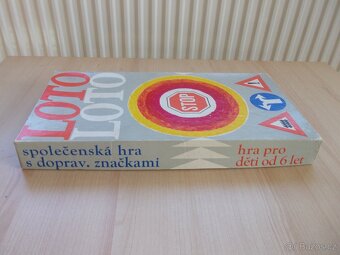 LOTO
LOTO
STOP
společenská hra
s doprav. značkami
hra pro
děti od 6 let